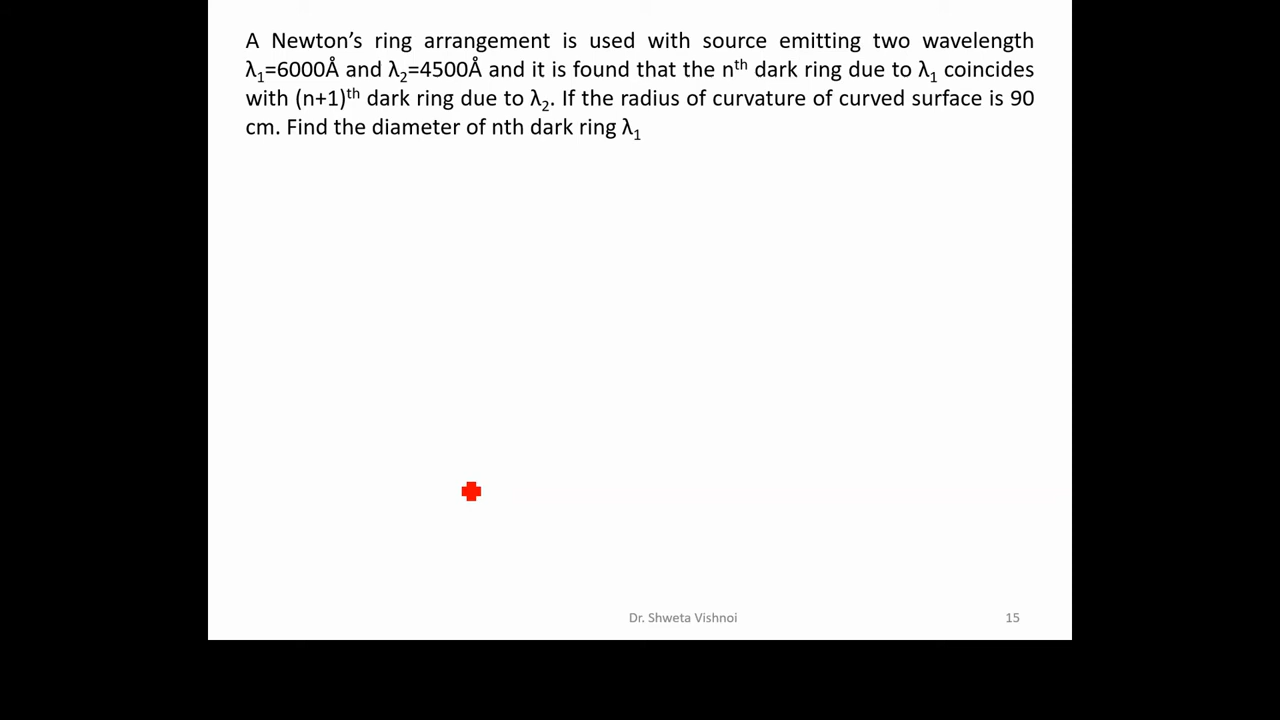 A Newton’s ring arrangement is used with source emitting two wavelength
λ₁=6000Å and λ₂=4500Å and it is found that the nᵗʰ dark ring due to λ₁ coincides
with (n+1)ᵗʰ dark ring due to λ₂. If the radius of curvature of curved surface is 90
cm. Find the diameter of nth dark ring λ₁
Dr. Shweta Vishnoi
15